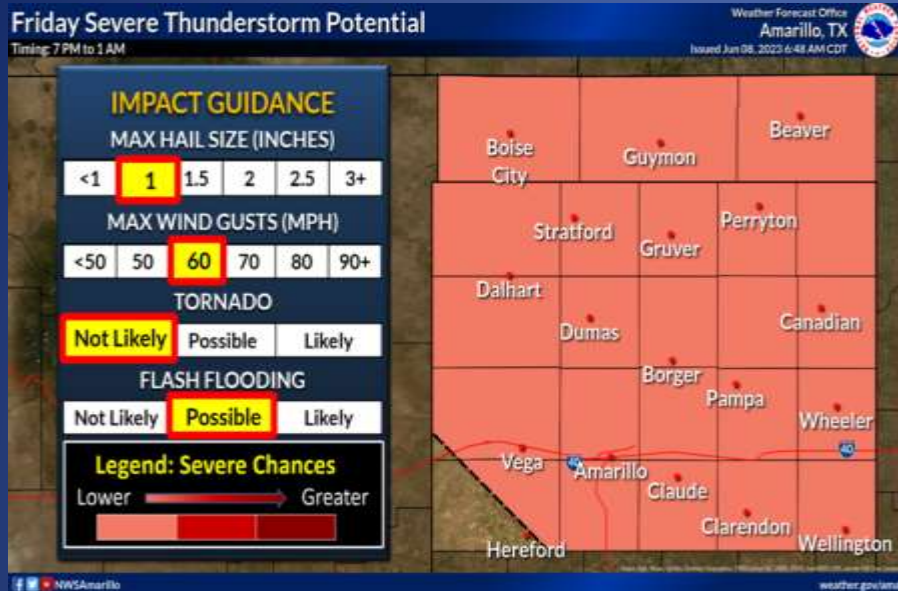 Friday Severe Thunderstorm Potential
Timing: 7 PM to 1 AM
Weather Forecast Office
Amarillo, TX
Issued Jun 08, 2023 6:48 AM CDT
IMPACT GUIDANCE
MAX HAIL SIZE (INCHES)
<1 1 1.5 2 2.5 3+
MAX WIND GUSTS (MPH)
<50 50 60 70 80 90+
TORNADO
Not Likely Possible Likely
FLASH FLOODING
Not Likely Possible Likely
Legend: Severe Chances
Lower Greater
Boise City
Guymon
Beaver
Stratford
Gruver
Perryton
Dalhart
Dumas
Canadian
Borger
Pampa
Wheeler
40
Vega
40
Amarillo
Claude
Clarendon
Hereford
Wellington
NWSAmarillo
weather.gov/ama